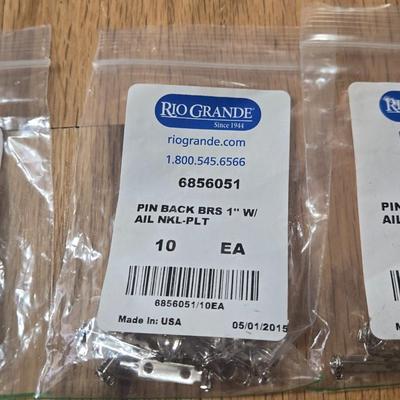 RIO GRANDE®
Since 1944
riogrande.com
1.800.545.6566
6856051
PIN BACK BRS 1" W/
AIL NKL-PLT
10 EA
6856051/10EA
Made In: USA 05/01/2015
R
PIN
AIL
M